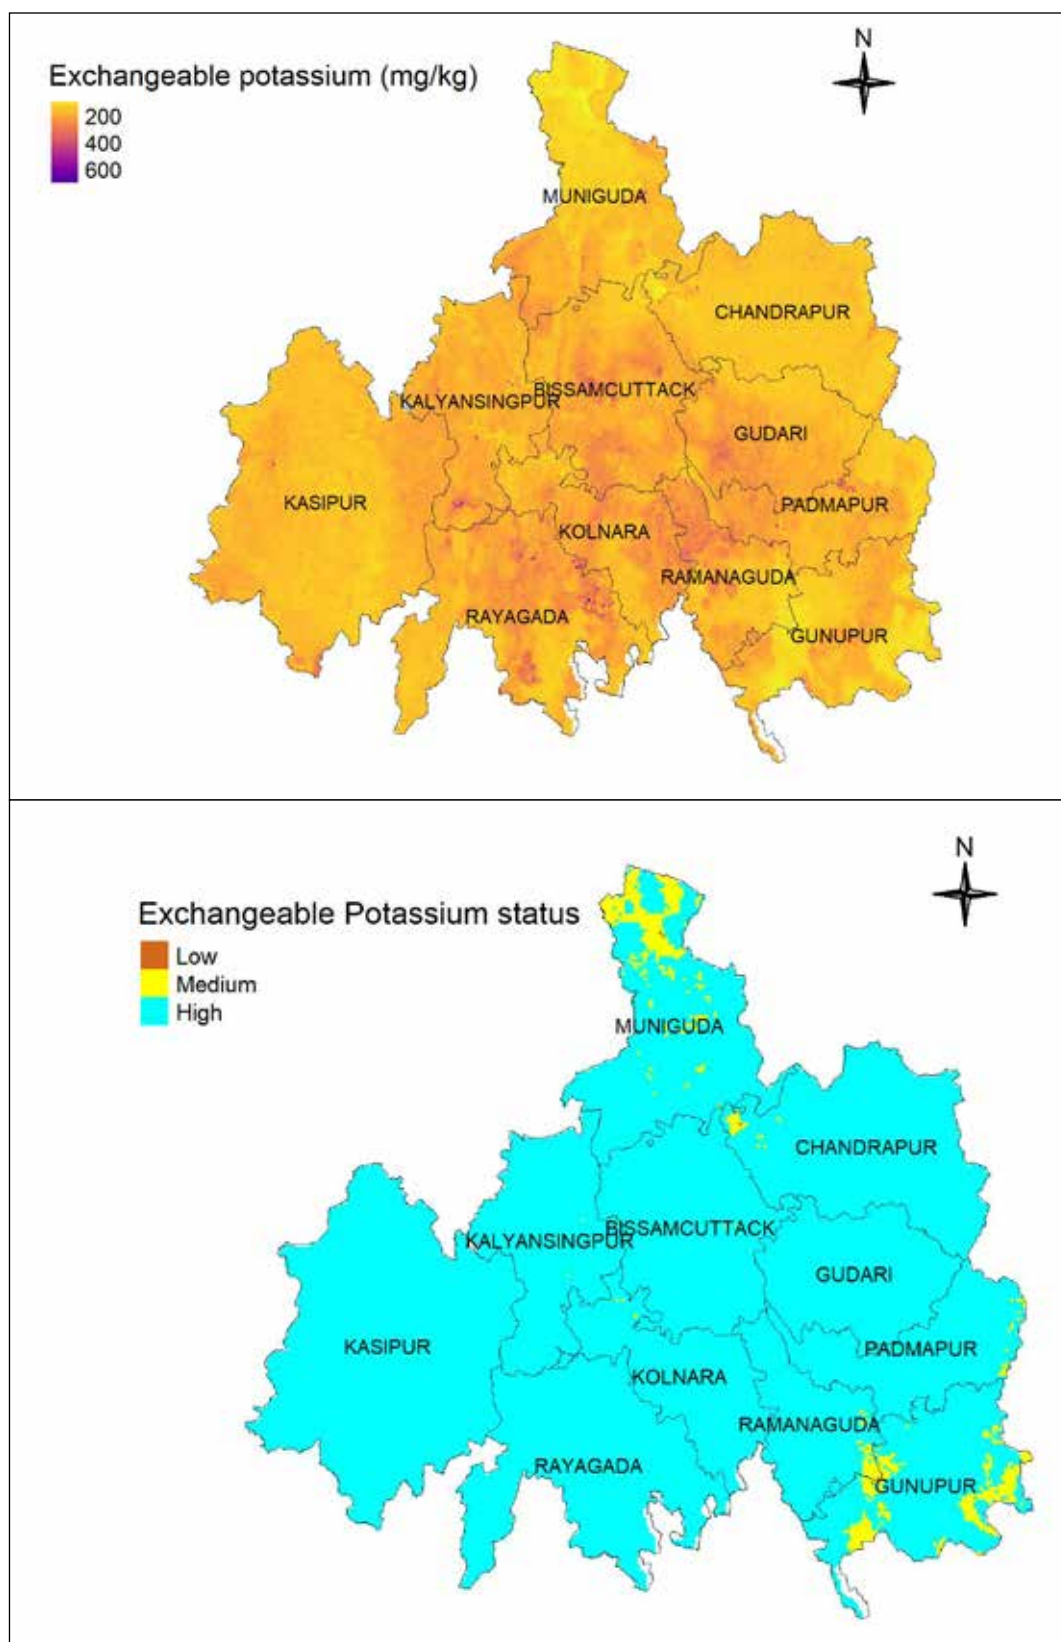 N
Exchangeable potassium (mg/kg)
200
400
600
MUNIGUDA
CHANDRAPUR
BISSAMCUTTACK
KALYANSINGPUR
GUDARI
KASIPUR
PADMAPUR
KOLNARA
RAMANAGUDA
RAYAGADA
GUNUPUR
N
Exchangeable Potassium status
Low
Medium
High
MUNIGUDA
CHANDRAPUR
BISSAMCUTTACK
KALYANSINGPUR
GUDARI
KASIPUR
PADMAPUR
KOLNARA
RAMANAGUDA
RAYAGADA
GUNUPUR